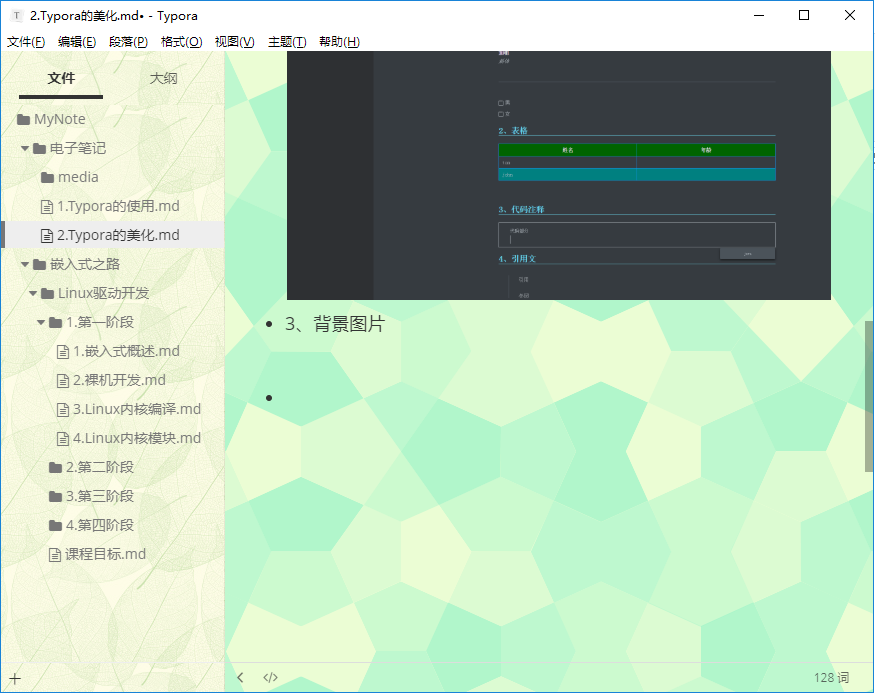 2.Typora的美化.md• - Typora
文件(F) 编辑(E) 段落(P) 格式(O) 视图(V) 主题(T) 帮助(H)
文件 大纲
MyNote
电子笔记
media
1.Typora的使用.md
2.Typora的美化.md
嵌入式之路
Linux驱动开发
1.第一阶段
1.嵌入式概述.md
2.裸机开发.md
3.Linux内核编译.md
4.Linux内核模块.md
2.第二阶段
3.第三阶段
4.第四阶段
课程目标.md
男
女
2、表格
姓名 年龄
3、代码注释
4、引用文
引用
• 3、背景图片
128 词